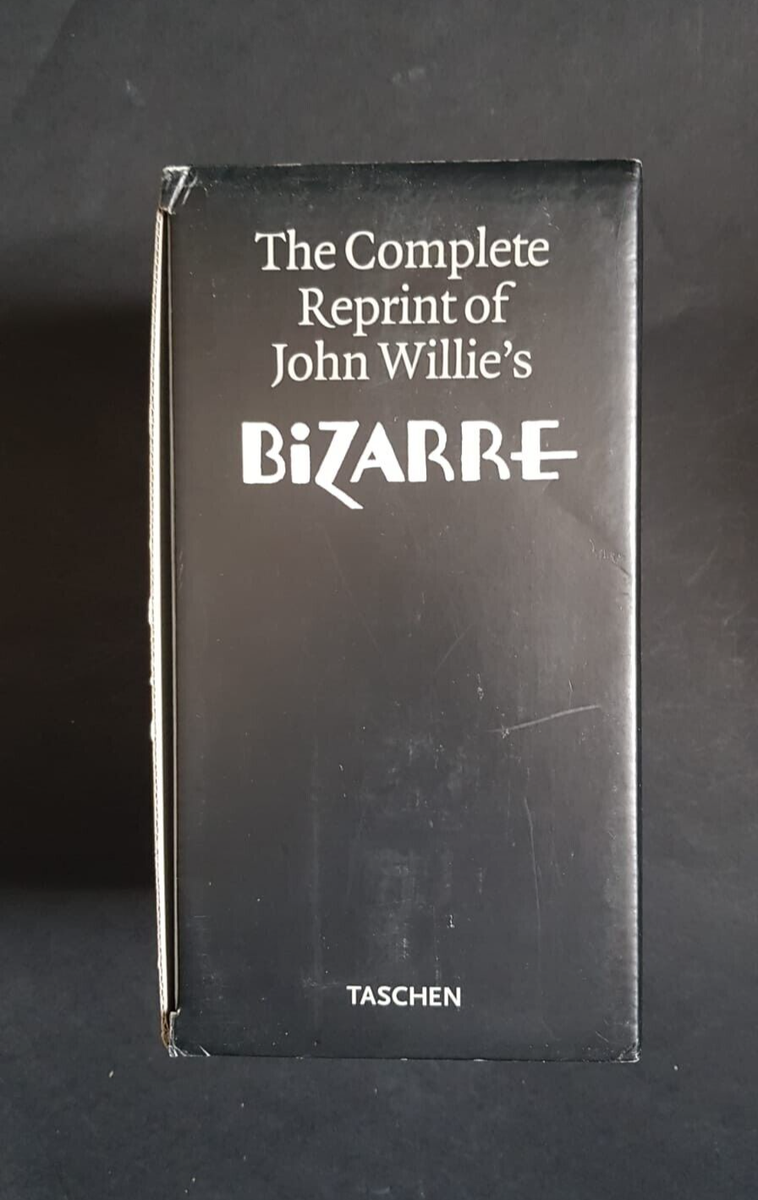 The Complete
Reprint of
John Willie's
BiZARRE
TASCHEN